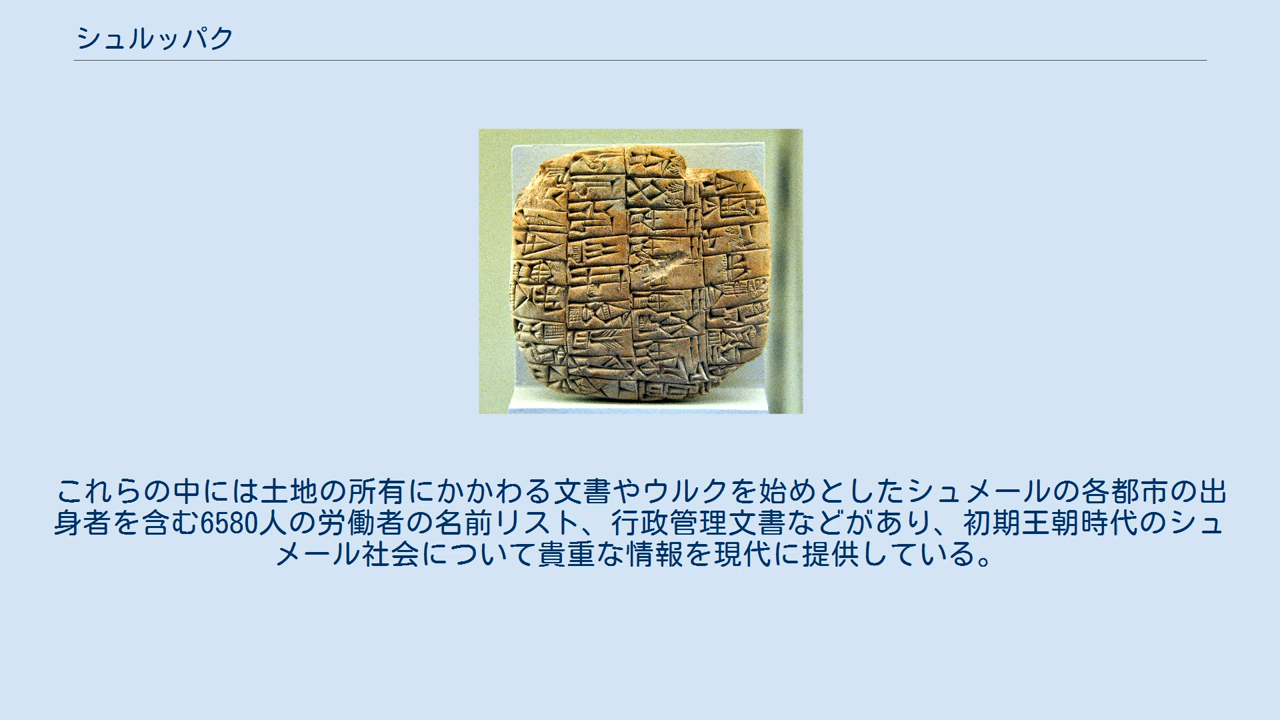 シュルッパク
これらの中には土地の所有にかかわる文書やウルクを始めとしたシュメールの各都市の出
身者を含む6580人の労働者の名前リスト、行政管理文書などがあり、初期王朝時代のシュ
メール社会について貴重な情報を現代に提供している。